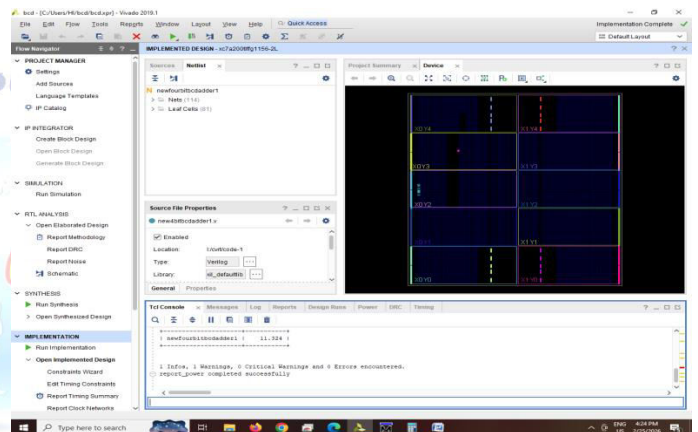 bcd - [C:/Users/HI/bcd/bcd.xpr] - Vivado 2019.1
File Edit Flow Tools Reports Window Layout View Help Quick Access
Implementation Complete
Default Layout
Flow Navigator
PROJECT MANAGER
Settings
Add Sources
Language Templates
IP Catalog
IP INTEGRATOR
Create Block Design
Open Block Design
Generate Block Design
SIMULATION
Run Simulation
RTL ANALYSIS
Open Elaborated Design
Report Methodology
Report DRC
Report Noise
Schematic
SYNTHESIS
Run Synthesis
Open Synthesized Design
IMPLEMENTATION
Run Implementation
Open Implemented Design
Constraints Wizard
Edit Timing Constraints
Report Timing Summary
Report Clock Networks
IMPLEMENTED DESIGN - xc7a200tffg1156-2L
Sources Netlist
newfourbitbcdadder1
Nets (114)
Leaf Cells (81)
Source File Properties
new4bitbcdadder1.v
Enabled
Location:
Type: Verilog
Library: xil_defaultlib
General Properties
Project Summary Device
X0Y4 X1Y4
X0Y3 X1Y3
X0Y2 X1Y2
X0Y1 X1Y1
X0Y0 X1Y0
Tcl Console Messages Log Reports Design Runs Power DRC Timing
| newfourbitbcdadder1 | 11.324 |
1 Infos, 1 Warnings, 0 Critical Warnings and 0 Errors encountered.
report_power completed successfully
Type here to search
ENG 4:24 PM
US 2/25/2026